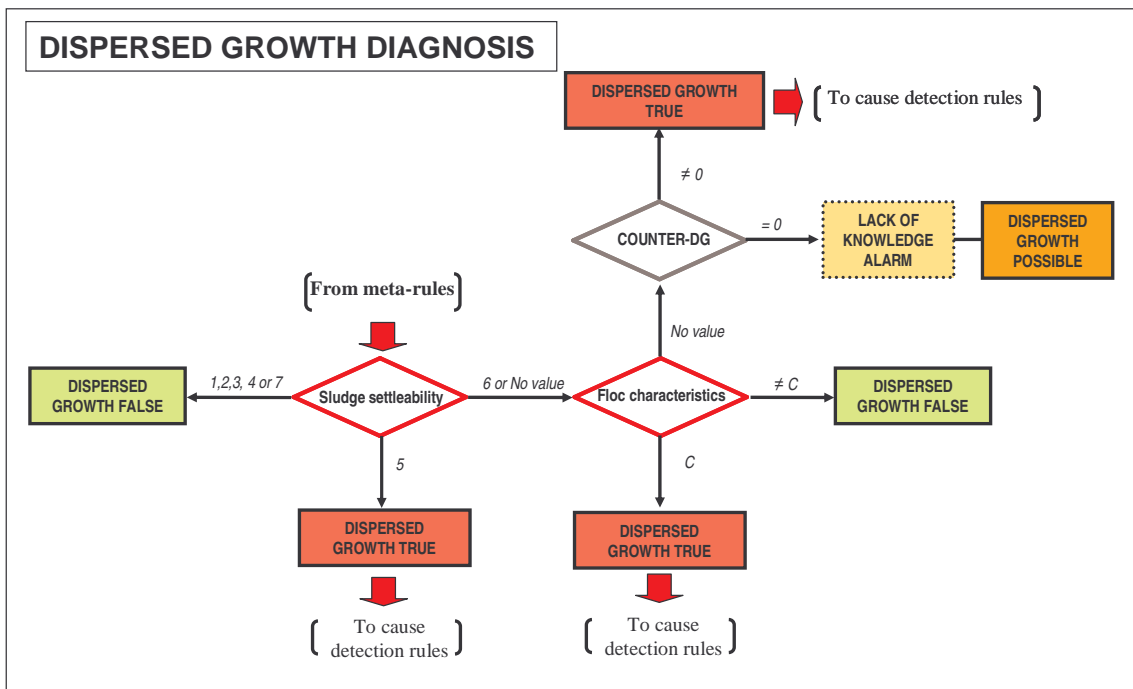 DISPERSED GROWTH DIAGNOSIS
DISPERSED GROWTH
TRUE
To cause detection rules
≠ 0
COUNTER-DG
= 0
LACK OF
KNOWLEDGE
ALARM
DISPERSED
GROWTH
POSSIBLE
From meta-rules
No value
DISPERSED
GROWTH FALSE
1,2,3, 4 or 7
Sludge settleability
6 or No value
Floc characteristics
≠ C
DISPERSED
GROWTH FALSE
5
C
DISPERSED
GROWTH TRUE
DISPERSED
GROWTH TRUE
To cause
detection rules
To cause
detection rules